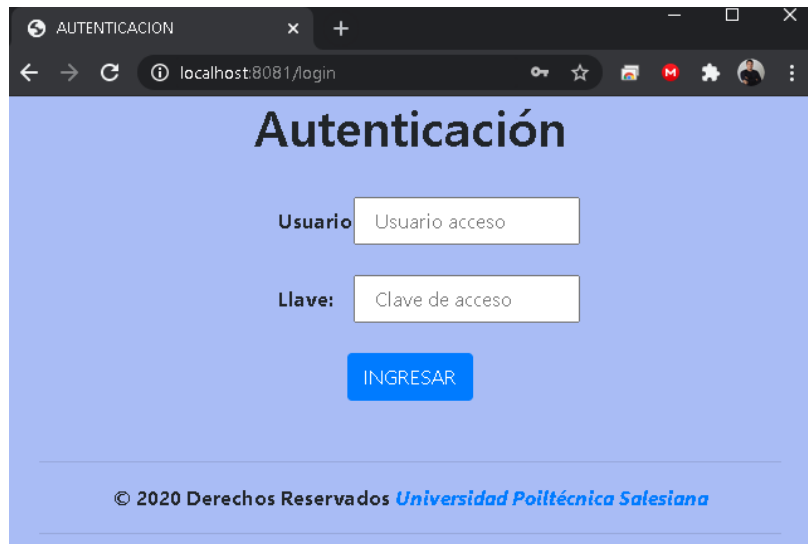 AUTENTICACION
localhost:8081/login
Autenticación
Usuario Usuario acceso
Llave: Clave de acceso
INGRESAR
© 2020 Derechos Reservados Universidad Poiltécnica Salesiana